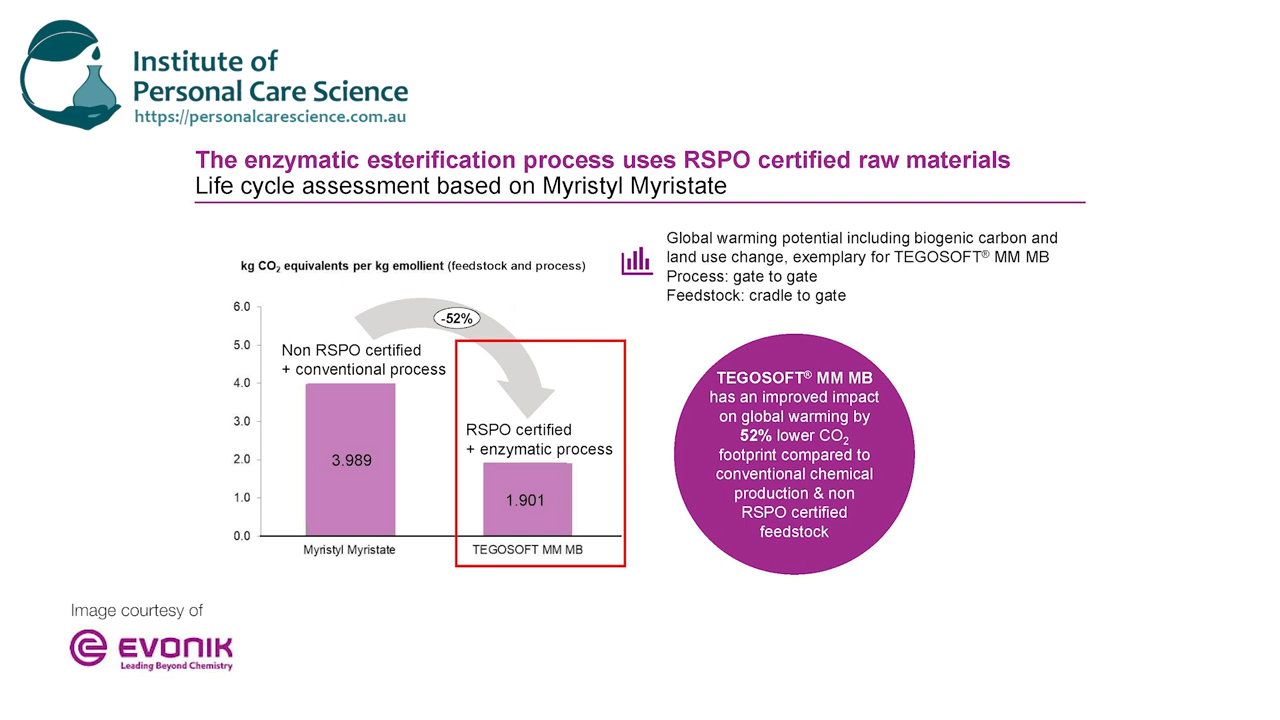 Institute of
Personal Care Science
https://personalcarescience.com.au
The enzymatic esterification process uses RSPO certified raw materials
Life cycle assessment based on Myristyl Myristate
kg CO₂ equivalents per kg emollient (feedstock and process)
6.0
5.0
4.0
3.0
2.0
1.0
0.0
-52%
Non RSPO certified
+ conventional process
3.989
RSPO certified
+ enzymatic process
1.901
Myristyl Myristate
TEGOSOFT MM MB
Global warming potential including biogenic carbon and
land use change, exemplary for TEGOSOFT® MM MB
Process: gate to gate
Feedstock: cradle to gate
TEGOSOFT® MM MB
has an improved impact
on global warming by
52% lower CO₂
footprint compared to
conventional chemical
production & non
RSPO certified
feedstock
Image courtesy of
EVONIK
Leading Beyond Chemistry